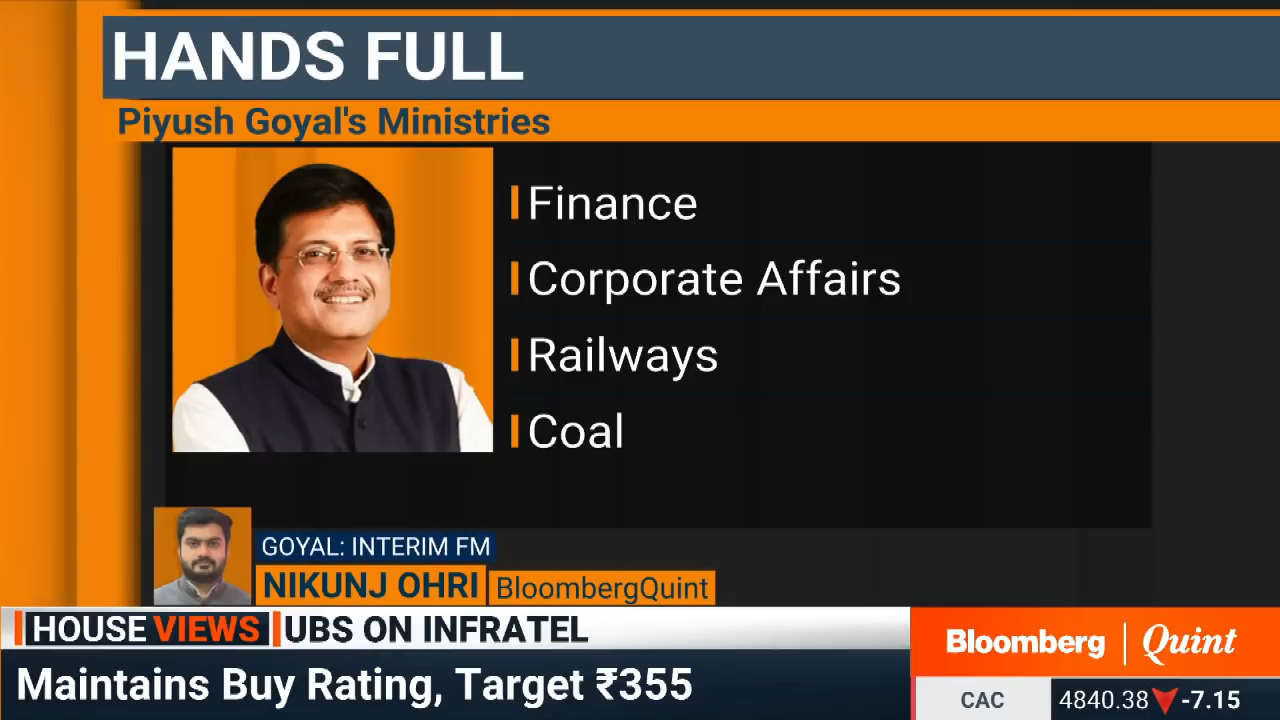 HANDS FULL
Piyush Goyal's Ministries
Finance
Corporate Affairs
Railways
Coal
GOYAL: INTERIM FM
NIKUNJ OHRI BloombergQuint
HOUSE VIEWS UBS ON INFRATEL
Maintains Buy Rating, Target ₹355
Bloomberg | Quint
CAC 4840.38 -7.15